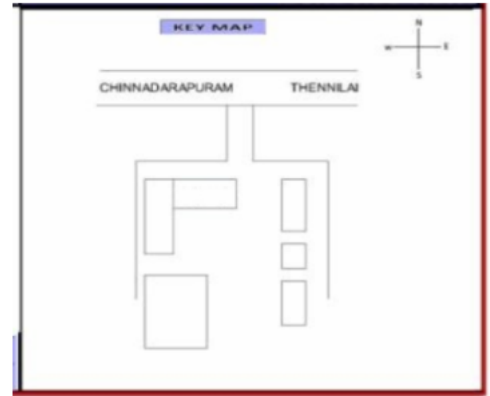 KEY MAP
N
W E
S
CHINNADARAPURAM THENNILAI